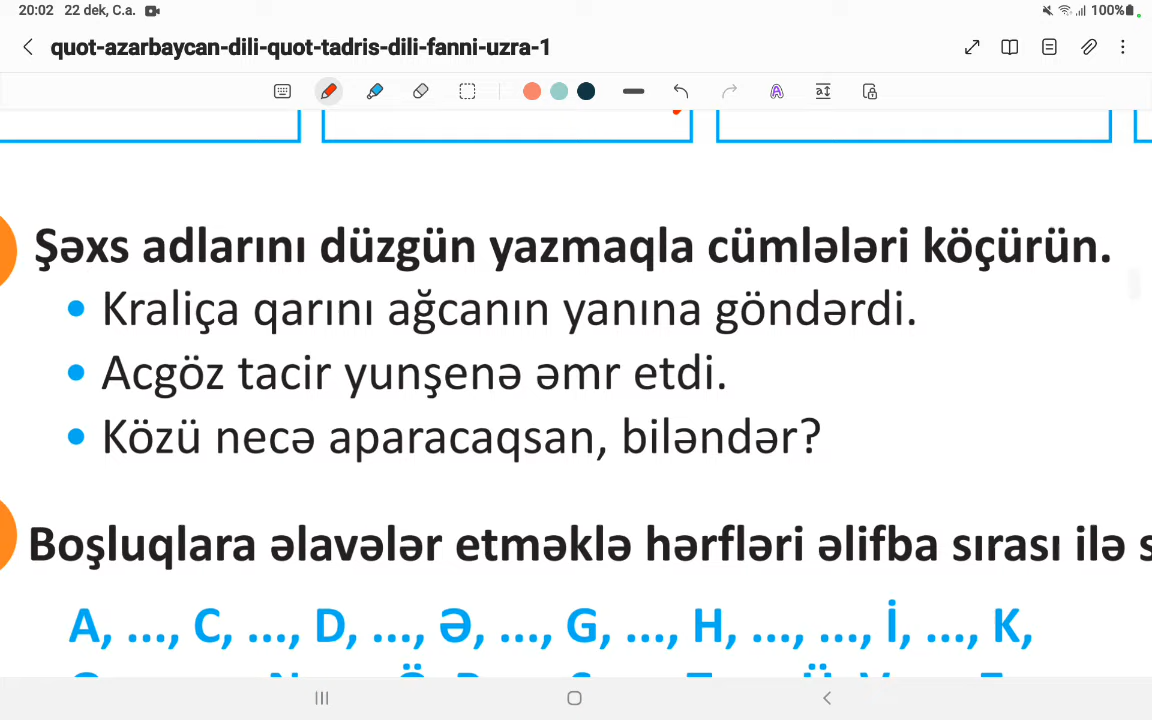 20:02 22 dek, C.a. 100%
quot-azarbaycan-dili-quot-tadris-dili-fanni-uzra-1
Şəxs adlarını düzgün yazmaqla cümlələri köçürün.
• Kraliça qarını ağcanın yanına göndərdi.
• Acgöz tacir yunşenə əmr etdi.
• Közü necə aparacaqsan, biləndər?
Boşluqlara əlavələr etməklə hərfləri əlifba sırası ilə
A, ..., C, ..., D, ..., Ə, ..., G, ..., H, ..., ..., İ, ..., K,